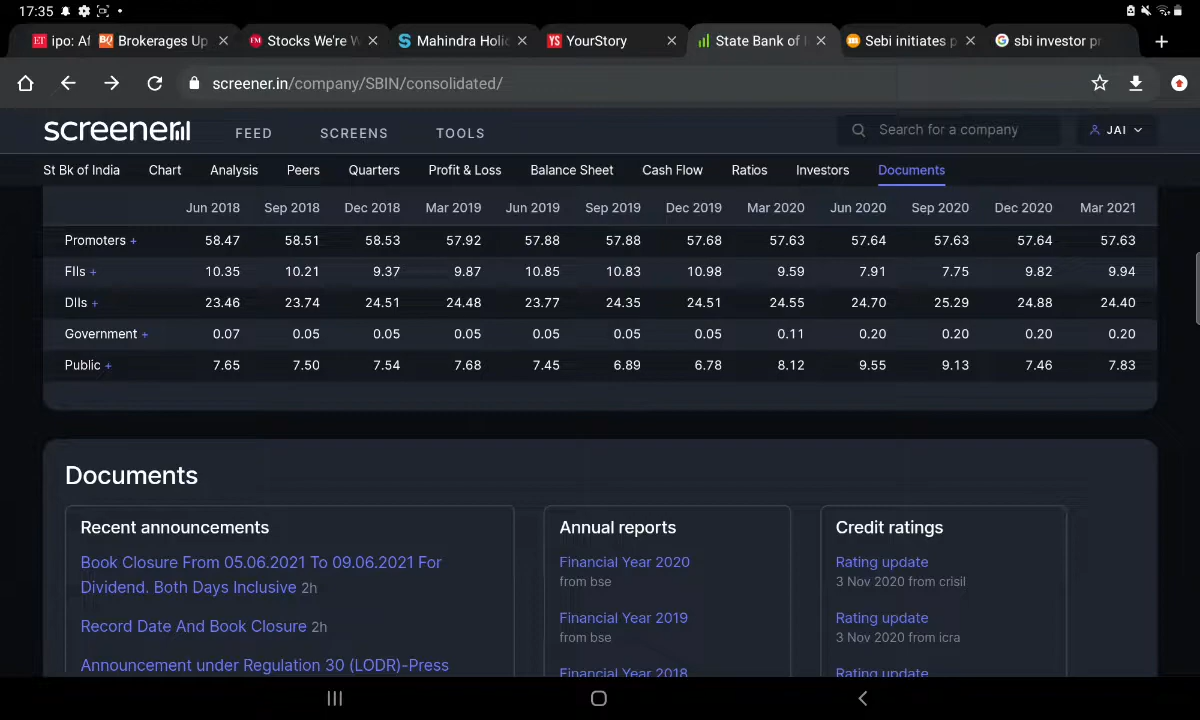 17:35
ipo: Af
Brokerages Up
Stocks We're W
Mahindra Holic
YourStory
State Bank of I
Sebi initiates p
sbi investor pr
screener.in/company/SBIN/consolidated/
screener
FEED SCREENS TOOLS
Search for a company
JAI
St Bk of India Chart Analysis Peers Quarters Profit & Loss Balance Sheet Cash Flow Ratios Investors Documents
Jun 2018 Sep 2018 Dec 2018 Mar 2019 Jun 2019 Sep 2019 Dec 2019 Mar 2020 Jun 2020 Sep 2020 Dec 2020 Mar 2021
Promoters + 58.47 58.51 58.53 57.92 57.88 57.88 57.68 57.63 57.64 57.63 57.64 57.63
FIIs + 10.35 10.21 9.37 9.87 10.85 10.83 10.98 9.59 7.91 7.75 9.82 9.94
DIIs + 23.46 23.74 24.51 24.48 23.77 24.35 24.51 24.55 24.70 25.29 24.88 24.40
Government + 0.07 0.05 0.05 0.05 0.05 0.05 0.05 0.11 0.20 0.20 0.20 0.20
Public + 7.65 7.50 7.54 7.68 7.45 6.89 6.78 8.12 9.55 9.13 7.46 7.83
Documents
Recent announcements
Book Closure From 05.06.2021 To 09.06.2021 For
Dividend. Both Days Inclusive 2h
Record Date And Book Closure 2h
Announcement under Regulation 30 (LODR)-Press
Annual reports
Financial Year 2020
from bse
Financial Year 2019
from bse
Financial Year 2018
Credit ratings
Rating update
3 Nov 2020 from crisil
Rating update
3 Nov 2020 from icra
Rating update